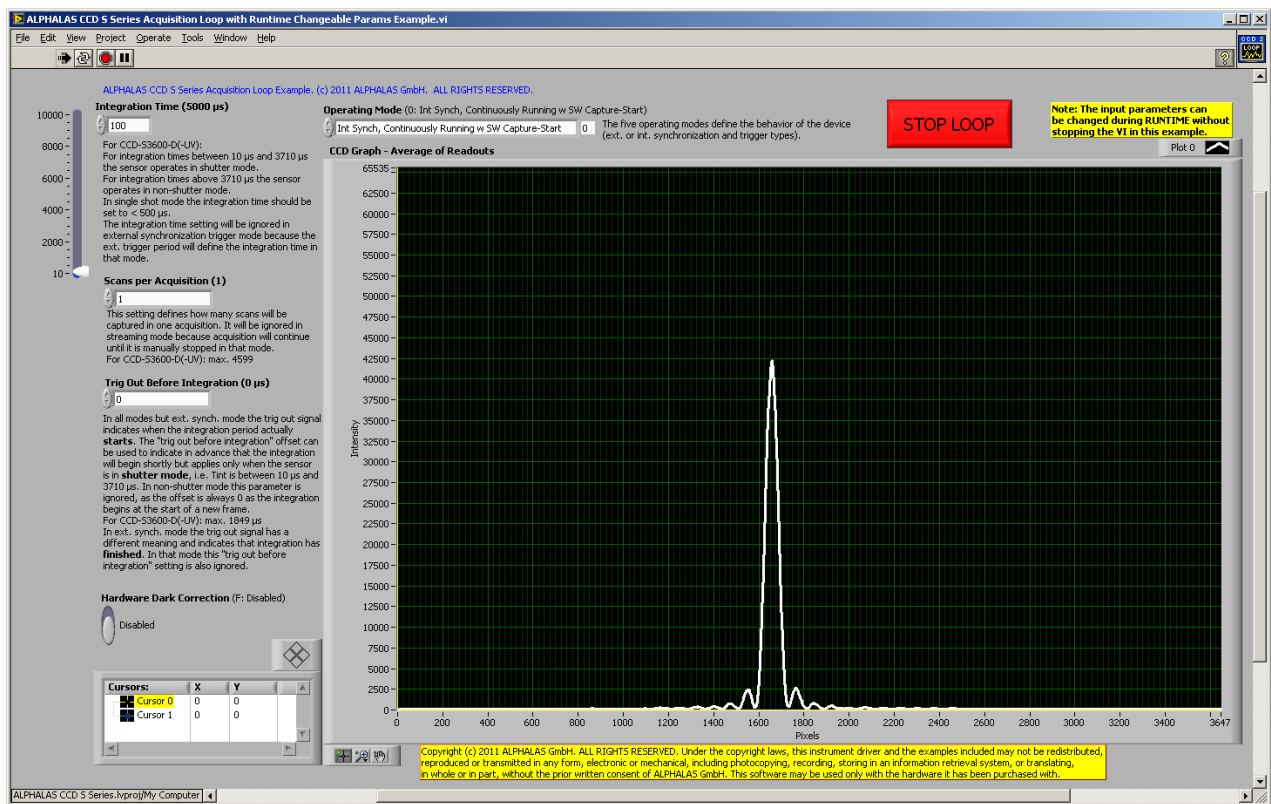 ALPHALAS CCD S Series Acquisition Loop with Runtime Changeable Params Example.vi
File Edit View Project Operate Tools Window Help
CCD S
LOOP
ALPHALAS CCD S Series Acquisition Loop Example. (c) 2011 ALPHALAS GmbH. ALL RIGHTS RESERVED.
Integration Time (5000 µs)
100
10000
8000
6000
4000
2000
10
For CCD-S3600-D(-UV):
For integration times between 10 µs and 3710 µs
the sensor operates in shutter mode.
For integration times above 3710 µs the sensor
operates in non-shutter mode.
In single shot mode the integration time should be
set to < 500 µs.
The integration time setting will be ignored in
external synchronization trigger mode because the
ext. trigger period will define the integration time in
that mode.
Scans per Acquisition (1)
1
This setting defines how many scans will be
captured in one acquisition. It will be ignored in
streaming mode because acquisition will continue
until it is manually stopped in that mode.
For CCD-S3600-D(-UV): max. 4599
Trig Out Before Integration (0 µs)
0
In all modes but ext. synch. mode the trig out signal
indicates when the integration period actually
starts. The "trig out before integration" offset can
be used to indicate in advance that the integration
will begin shortly but applies only when the sensor
is in shutter mode, i.e. Tint is between 10 µs and
3710 µs. In non-shutter mode this parameter is
ignored, as the offset is always 0 as the integration
begins at the start of a new frame.
For CCD-S3600-D(-UV): max. 1849 µs
In ext. synch. mode the trig out signal has a
different meaning and indicates that integration has
finished. In that mode this "trig out before
integration" setting is also ignored.
Hardware Dark Correction (F: Disabled)
Disabled
Cursors: X Y
Cursor 0 0 0
Cursor 1 0 0
Operating Mode (0: Int Synch, Continuously Running w SW Capture-Start)
Int Synch, Continuously Running w SW Capture-Start 0
The five operating modes define the behavior of the device
(ext. or int. synchronization and trigger types).
STOP LOOP
Note: The input parameters can
be changed during RUNTIME without
stopping the VI in this example.
CCD Graph - Average of Readouts
Plot 0
65535
62500
60000
57500
55000
52500
50000
47500
45000
42500
40000
37500
35000
32500
30000
27500
25000
22500
20000
17500
15000
12500
10000
7500
5000
2500
0
Intensity
0 200 400 600 800 1000 1200 1400 1600 1800 2000 2200 2400 2600 2800 3000 3200 3400 3647
Pixels
Copyright (c) 2011 ALPHALAS GmbH. ALL RIGHTS RESERVED. Under the copyright laws, this instrument driver and the examples included may not be redistributed,
reproduced or transmitted in any form, electronic or mechanical, including photocopying, recording, storing in an information retrieval system, or translating,
in whole or in part, without the prior written consent of ALPHALAS GmbH. This software may be used only with the hardware it has been purchased with.
ALPHALAS CCD S Series.lvproj/My Computer